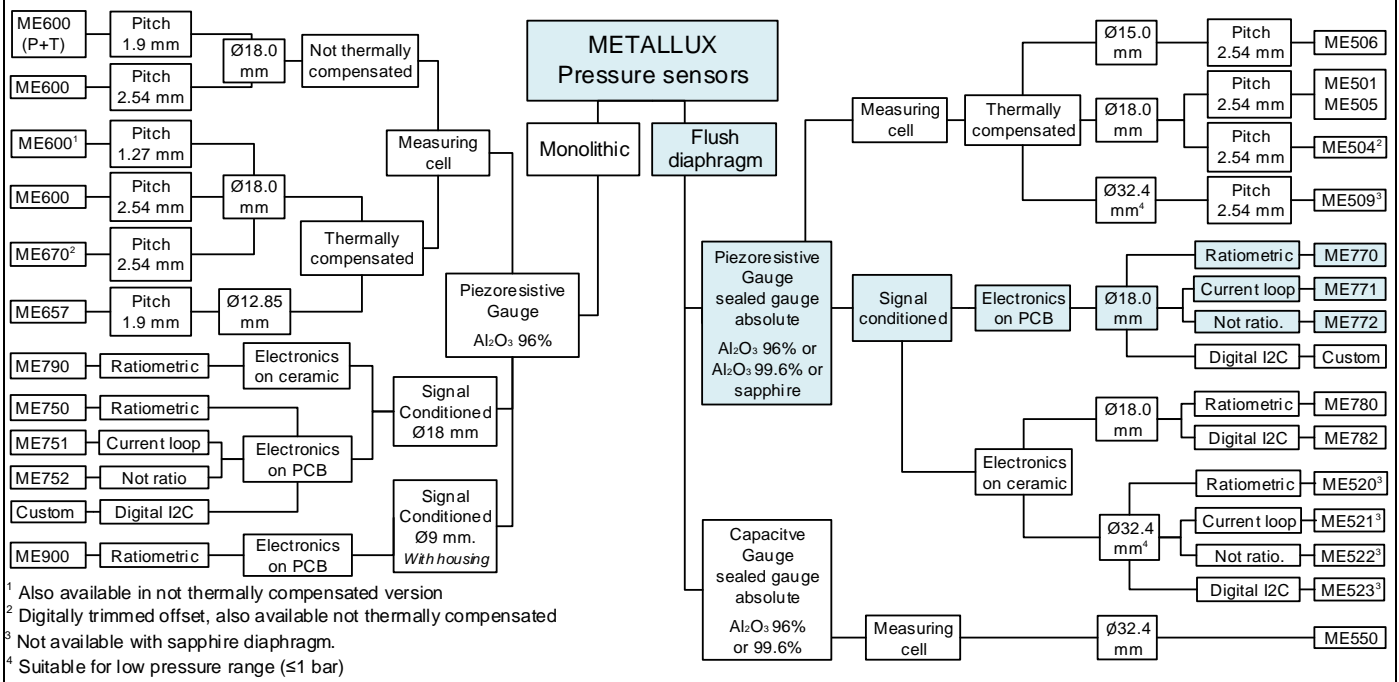 METALLUX
Pressure sensors
Monolithic
Flush
diaphragm
ME600
(P+T)
Pitch
1.9 mm
Ø18.0
mm
Not thermally
compensated
ME600
Pitch
2.54 mm
ME600¹
Pitch
1.27 mm
Measuring
cell
ME600
Pitch
2.54 mm
Ø18.0
mm
ME670²
Pitch
2.54 mm
Thermally
compensated
ME657
Pitch
1.9 mm
Ø12.85
mm
Piezoresistive
Gauge
Al₂O₃ 96%
ME790
Ratiometric
Electronics
on ceramic
Signal
Conditioned
Ø18 mm
ME750
Ratiometric
ME751
Current loop
Electronics
on PCB
ME752
Not ratio
Custom
Digital I2C
Signal
Conditioned
Ø9 mm.
With housing
ME900
Ratiometric
Electronics
on PCB
Measuring
cell
Thermally
compensated
Ø15.0
mm
Pitch
2.54 mm
ME506
Ø18.0
mm
Pitch
2.54 mm
ME501
ME505
Pitch
2.54 mm
ME504²
Ø32.4
mm⁴
Pitch
2.54 mm
ME509³
Piezoresistive
Gauge
sealed gauge
absolute
Al₂O₃ 96% or
Al₂O₃ 99.6% or
sapphire
Signal
conditioned
Electronics
on PCB
Ø18.0
mm
Ratiometric
ME770
Current loop
ME771
Not ratio.
ME772
Digital I2C
Custom
Electronics
on ceramic
Ø18.0
mm
Ratiometric
ME780
Digital I2C
ME782
Ø32.4
mm⁴
Ratiometric
ME520³
Current loop
ME521³
Not ratio.
ME522³
Digital I2C
ME523³
Capacitve
Gauge
sealed gauge
absolute
Al₂O₃ 96%
or 99.6%
Measuring
cell
Ø32.4
mm
ME550
¹ Also available in not thermally compensated version
² Digitally trimmed offset, also available not thermally compensated
³ Not available with sapphire diaphragm.
⁴ Suitable for low pressure range (≤1 bar)